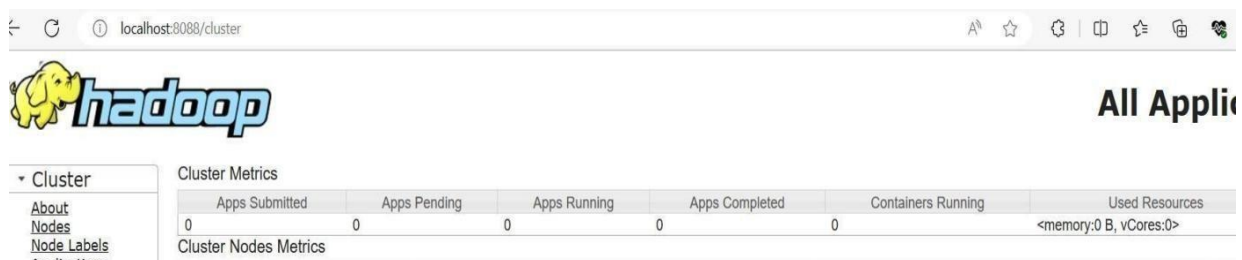 localhost:8088/cluster
hadoop
All Applic
Cluster
About
Nodes
Node Labels
Cluster Metrics
Apps Submitted Apps Pending Apps Running Apps Completed Containers Running Used Resources
0 0 0 0 0 <memory:0 B, vCores:0>
Cluster Nodes Metrics